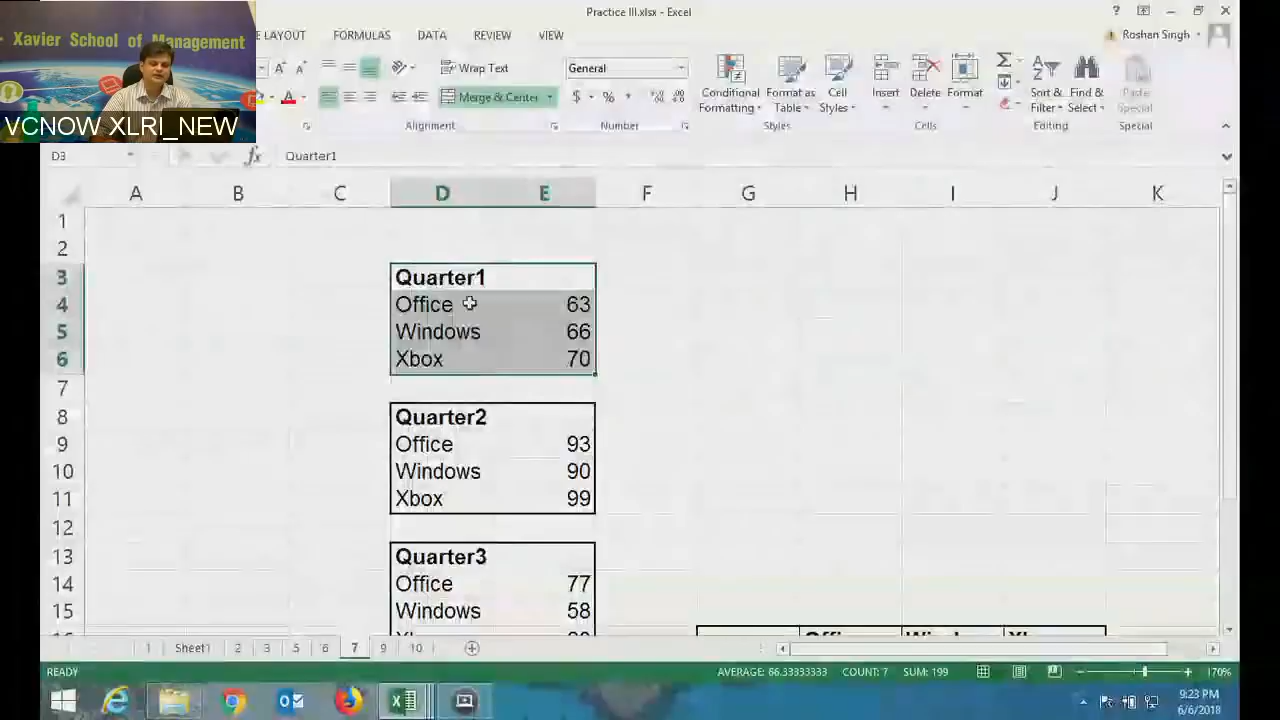 Practice III.xlsx - Excel
Xavier School of Management
VCNOW XLRI_NEW
E LAYOUT FORMULAS DATA REVIEW VIEW
Roshan Singh
Wrap Text
General
Merge & Center
$ %
Conditional Formatting
Format as Table
Cell Styles
Insert
Delete
Format
Sort & Filter
Find & Select
Paste Special
Alignment
Number
Styles
Cells
Editing
Special
D3
fx
Quarter1
A B C D E F G H I J K
1
2
3 Quarter1
4 Office 63
5 Windows 66
6 Xbox 70
7
8 Quarter2
9 Office 93
10 Windows 90
11 Xbox 99
12
13 Quarter3
14 Office 77
15 Windows 58
1 Sheet1 2 3 5 6 7 9 10
READY
AVERAGE: 66.33333333 COUNT: 7 SUM: 199
170%
9:23 PM
6/6/2018